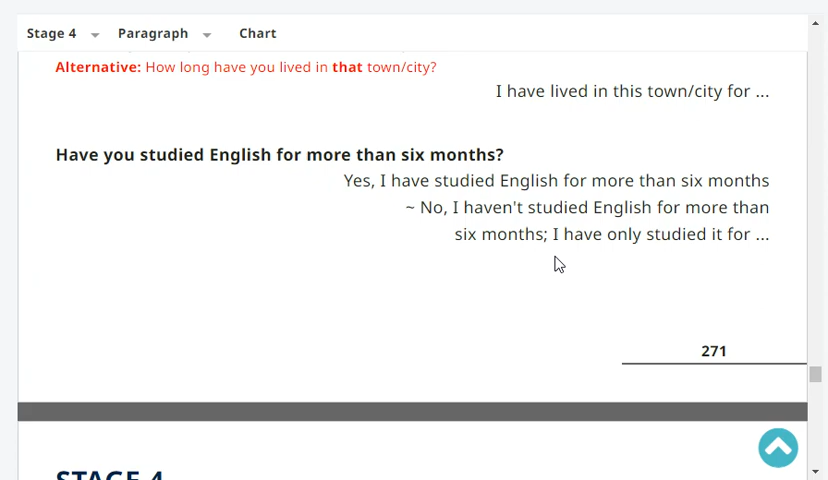 Stage 4 Paragraph Chart
Alternative: How long have you lived in that town/city?
I have lived in this town/city for ...
Have you studied English for more than six months?
Yes, I have studied English for more than six months
~ No, I haven't studied English for more than
six months; I have only studied it for ...
271
STAGE 4